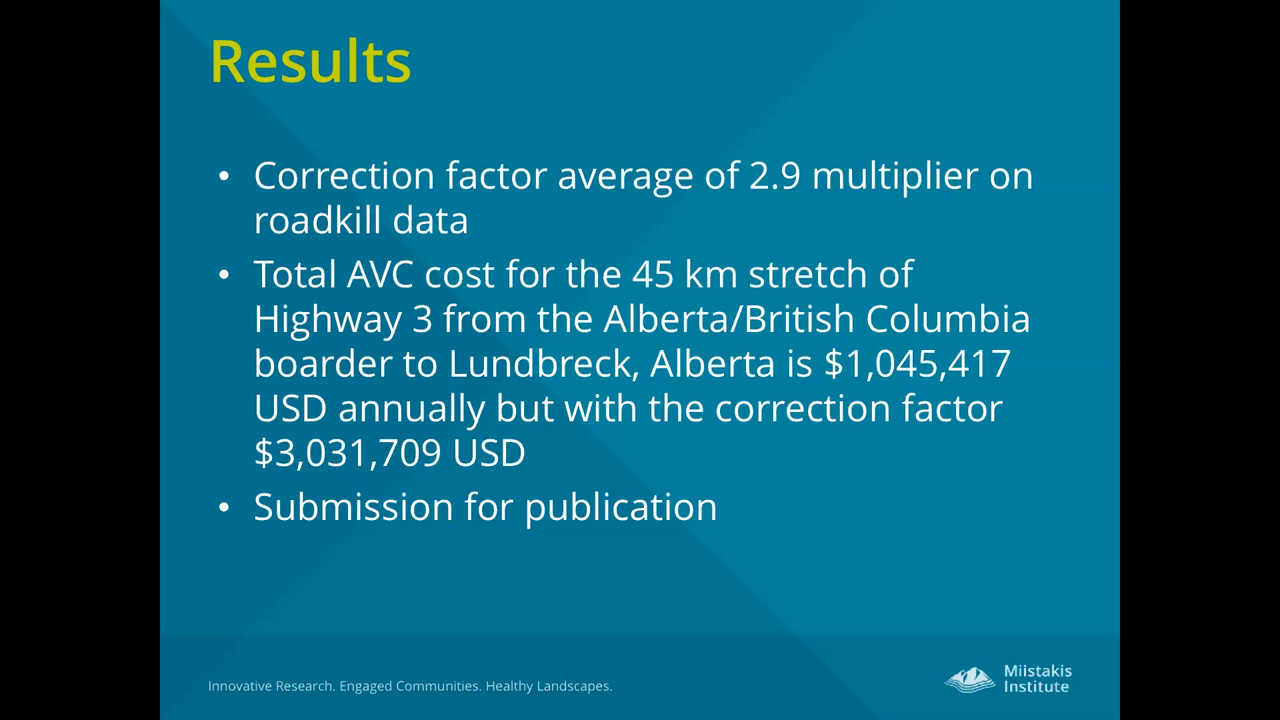 Results
• Correction factor average of 2.9 multiplier on
roadkill data
• Total AVC cost for the 45 km stretch of
Highway 3 from the Alberta/British Columbia
boarder to Lundbreck, Alberta is $1,045,417
USD annually but with the correction factor
$3,031,709 USD
• Submission for publication
Innovative Research. Engaged Communities. Healthy Landscapes.
Miistakis
Institute